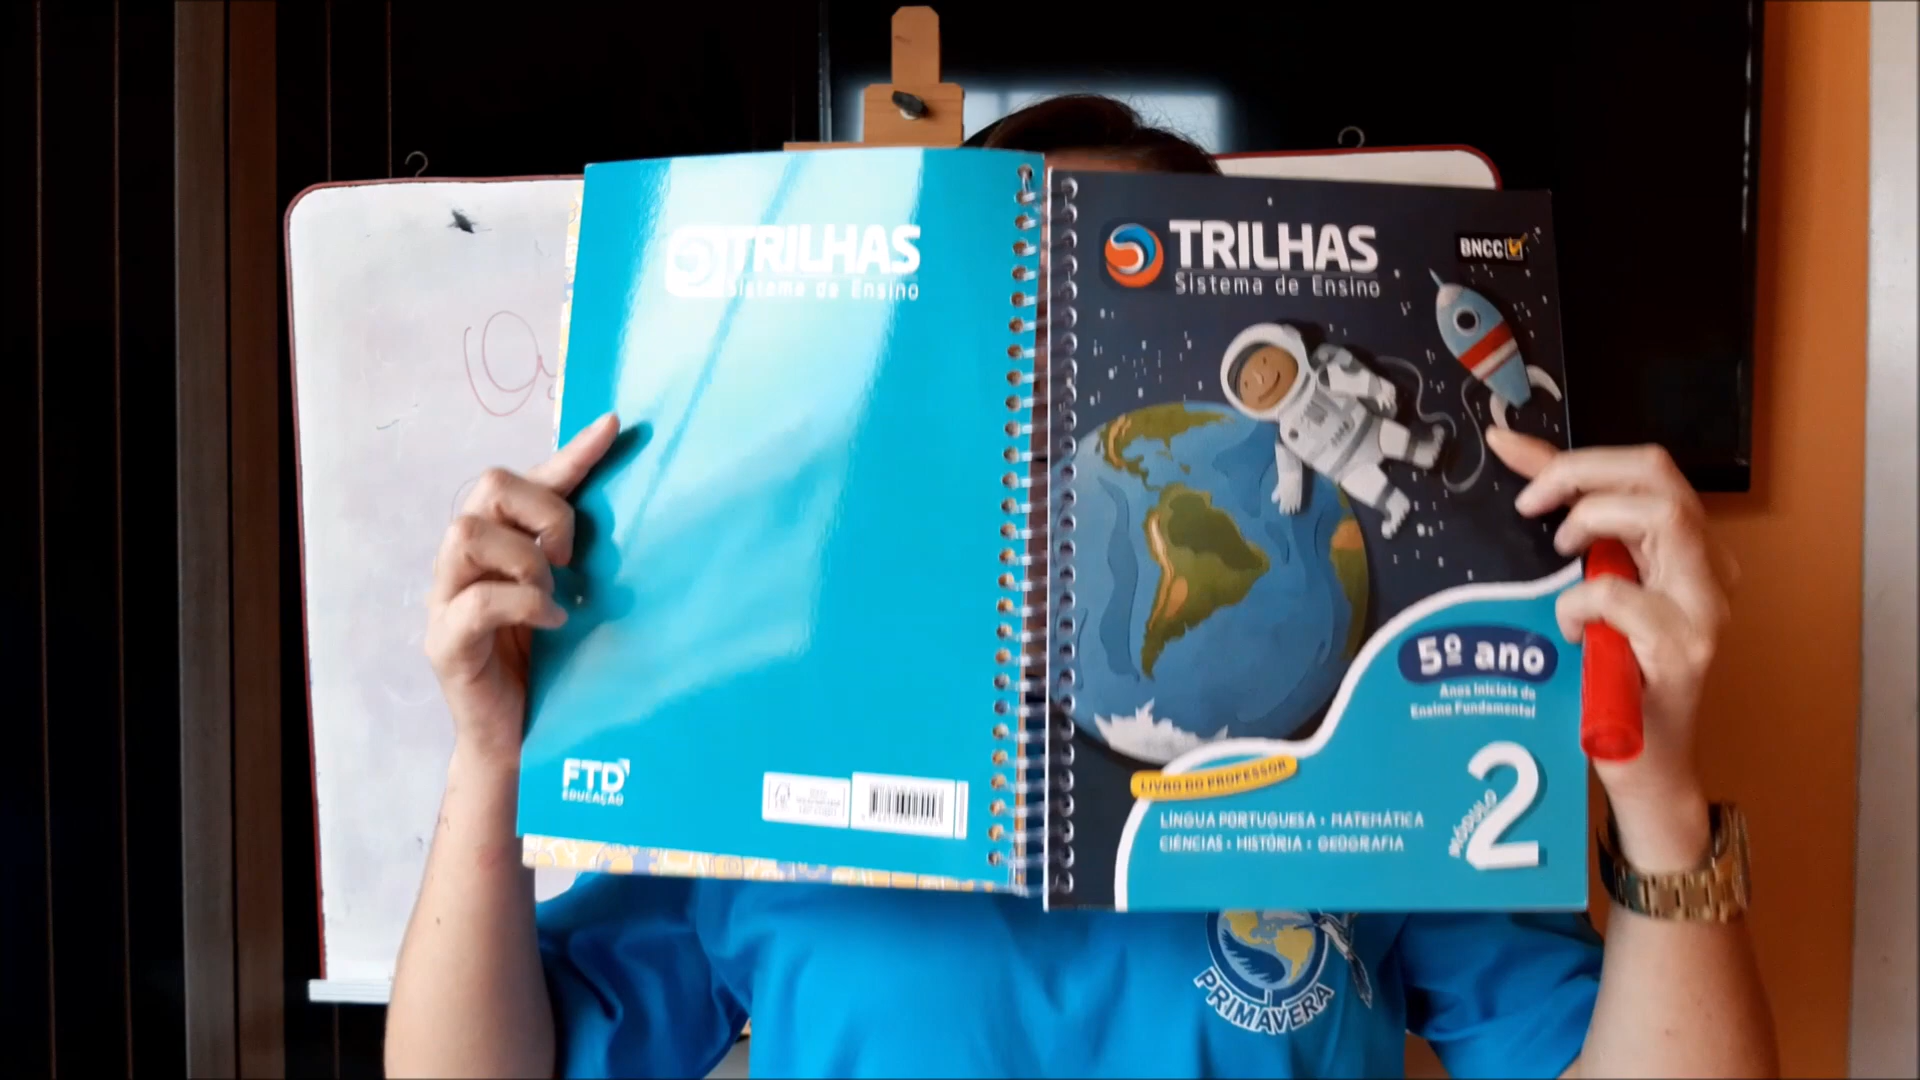 TRILHAS
Sistema de Ensino
FTD
EDUCAÇÃO
TRILHAS
Sistema de Ensino
BNCC
5º ano
Anos Iniciais do
Ensino Fundamental
LIVRO DO PROFESSOR
LÍNGUA PORTUGUESA • MATEMÁTICA
CIÊNCIAS • HISTÓRIA • GEOGRAFIA
MÓDULO
2
PRIMAVERA